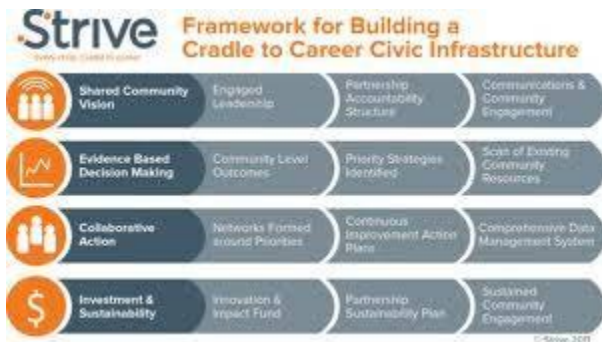 Strive
Framework for Building a
Cradle to Career Civic Infrastructure
Shared Community
Vision
Engaged
Leadership
Partnership
Accountability
Structure
Communications &
Community
Engagement
Evidence Based
Decision Making
Community Level
Outcomes
Priority Strategies
Identified
Scan of Existing
Community
Resources
Collaborative
Action
Networks Formed
around Priorities
Continuous
Improvement Action
Plans
Comprehensive Data
Management System
Investment &
Sustainability
Innovation &
Impact Fund
Partnership
Sustainability Plan
Sustained
Community
Engagement
$